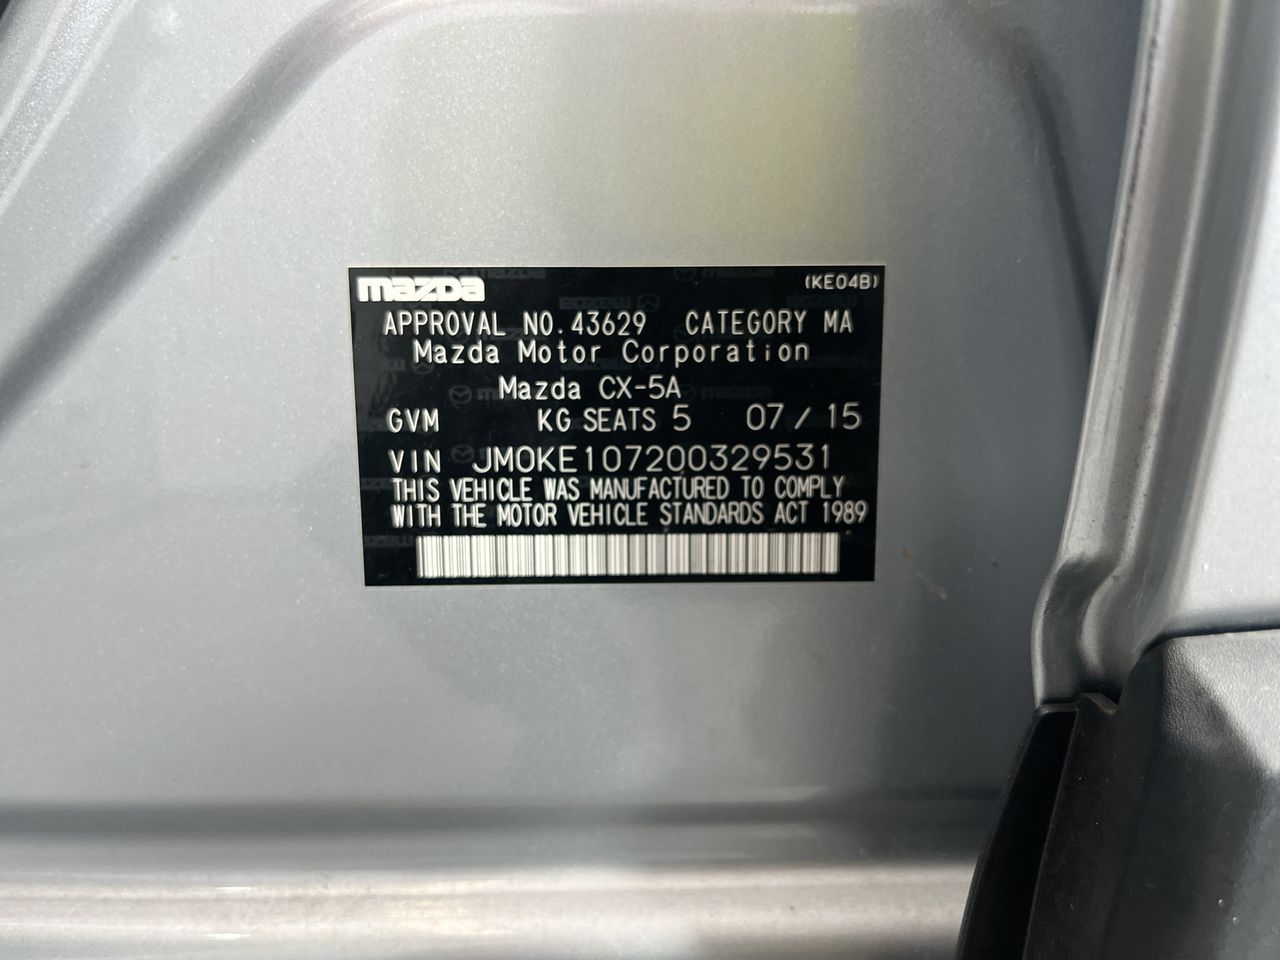 mazda (KE04B)
APPROVAL NO.43629 CATEGORY MA
Mazda Motor Corporation
Mazda CX-5A
GVM KG SEATS 5 07/15
VIN JM0KE107200329531
THIS VEHICLE WAS MANUFACTURED TO COMPLY
WITH THE MOTOR VEHICLE STANDARDS ACT 1989